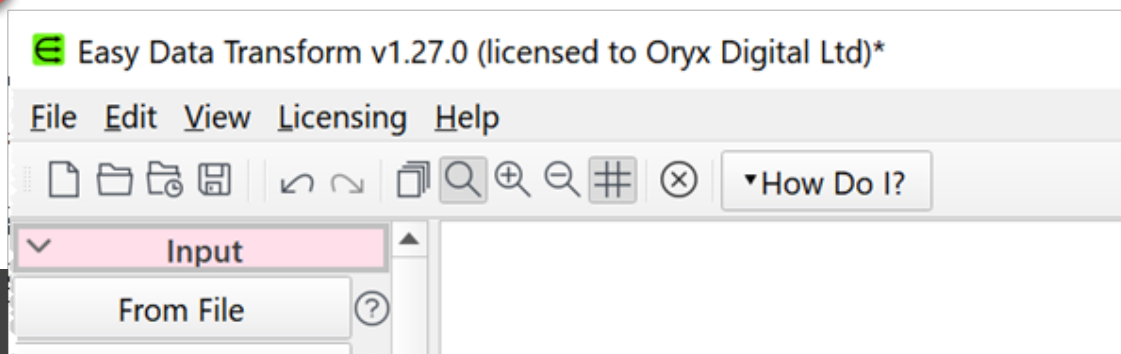 Easy Data Transform v1.27.0 (licensed to Oryx Digital Ltd)*
File Edit View Licensing Help
How Do I?
Input
From File